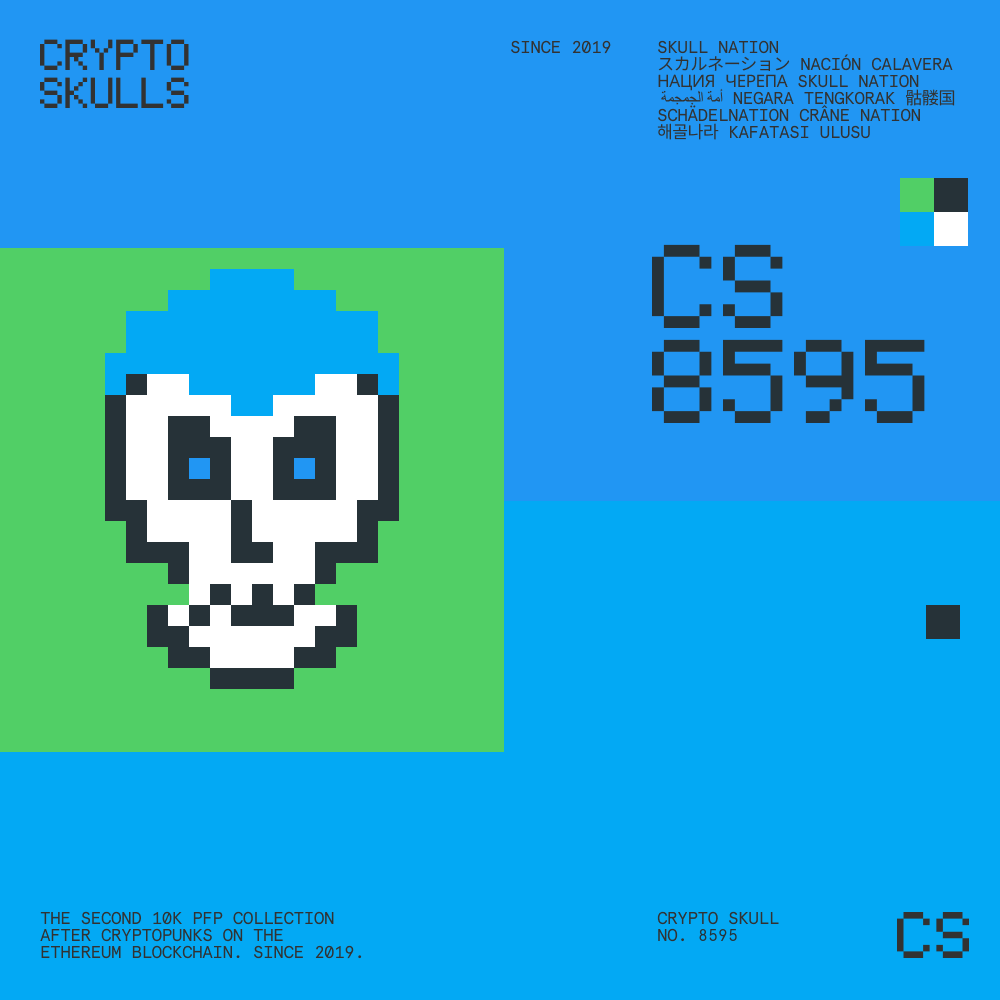 CRYPTO
SKULLS
SINCE 2019
SKULL NATION
スカルネーション NACIÓN CALAVERA
НАЦИЯ ЧЕРЕПА SKULL NATION
أمة الجمجمة NEGARA TENGKORAK 骷髅国
SCHÄDELNATION CRÂNE NATION
해골나라 KAFATASI ULUSU
CS
8595
THE SECOND 10K PFP COLLECTION
AFTER CRYPTOPUNKS ON THE
ETHEREUM BLOCKCHAIN. SINCE 2019.
CRYPTO SKULL
NO. 8595
CS